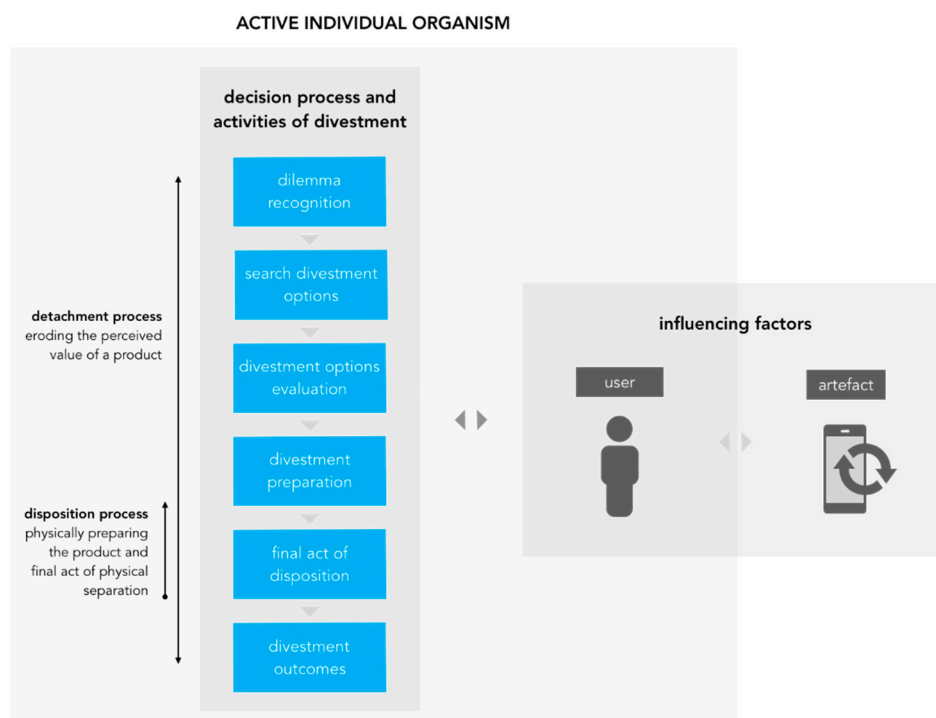 ACTIVE INDIVIDUAL ORGANISM
decision process and
activities of divestment
dilemma
recognition
search divestment
options
divestment options
evaluation
divestment
preparation
final act of
disposition
divestment
outcomes
detachment process
eroding the perceived
value of a product
disposition process
physically preparing
the product and
final act of physical
separation
influencing factors
user
artefact